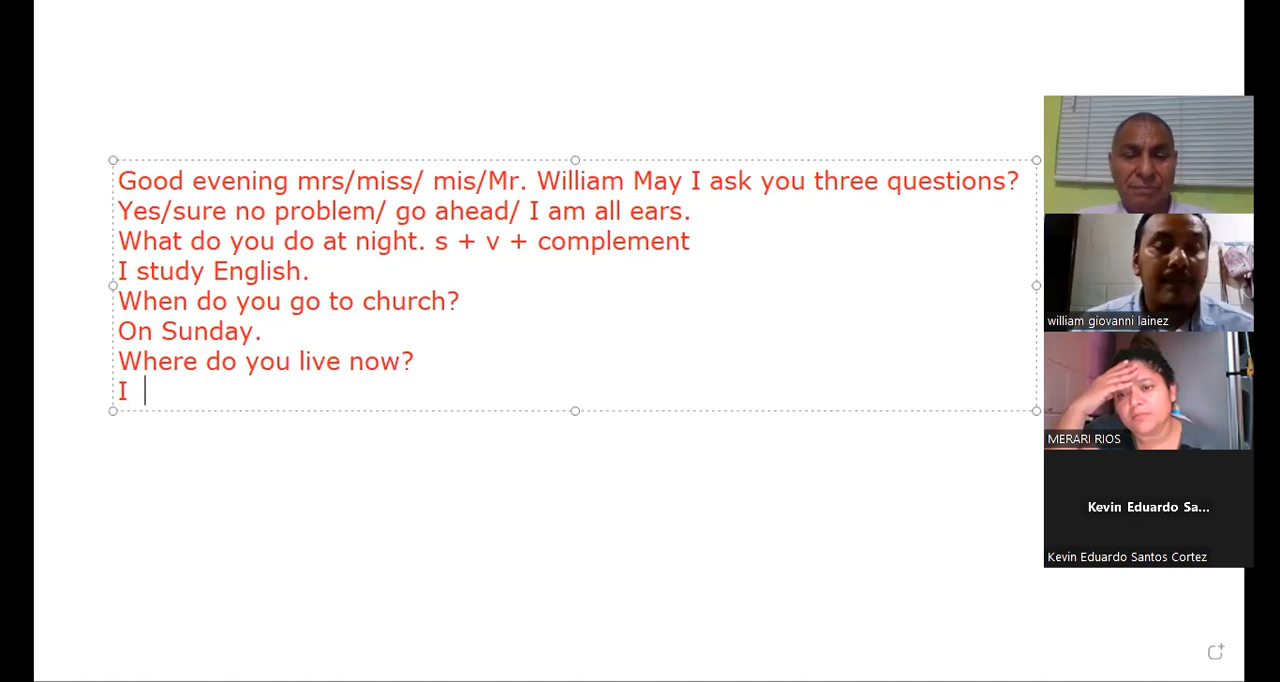 Good evening mrs/miss/ mis/Mr. William May I ask you three questions?
Yes/sure no problem/ go ahead/ I am all ears.
What do you do at night. s + v + complement
I study English.
When do you go to church?
On Sunday.
Where do you live now?
I
william giovanni lainez
MERARI RIOS
Kevin Eduardo Sa...
Kevin Eduardo Santos Cortez